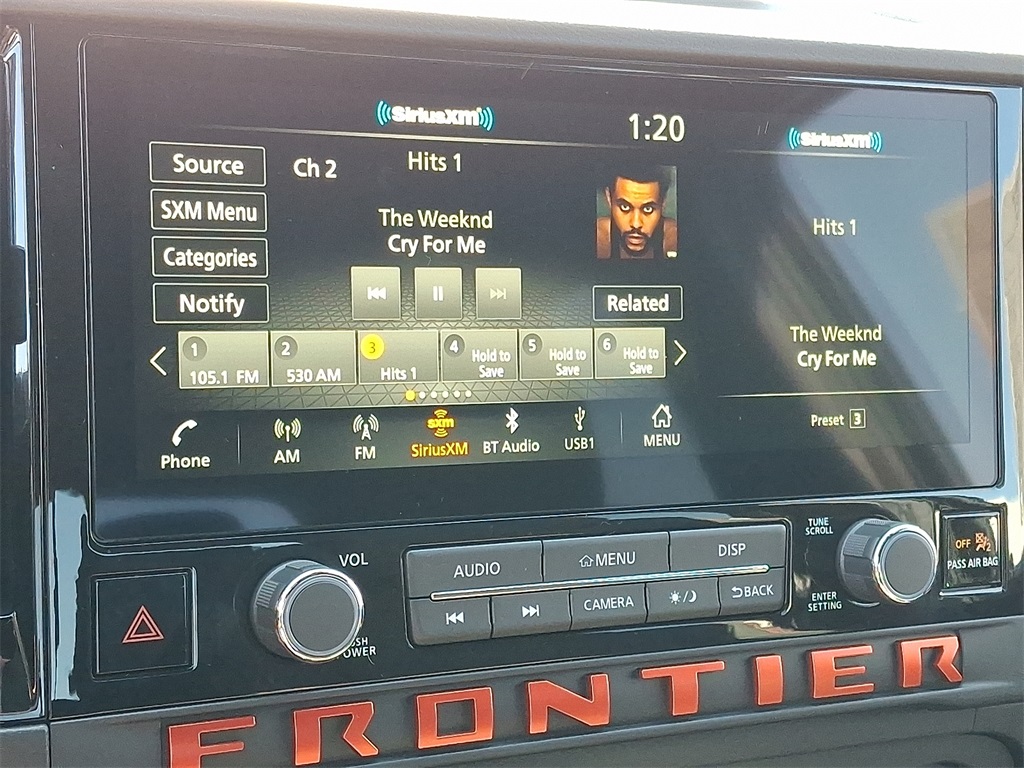 SiriusXM
1:20
SiriusXM
Source
Ch 2
Hits 1
SXM Menu
The Weeknd
Cry For Me
Categories
Notify
Related
Hits 1
The Weeknd
Cry For Me
Preset 3
1
105.1 FM
2
530 AM
3
Hits 1
4
Hold to
Save
5
Hold to
Save
6
Hold to
Save
Phone
AM
FM
sxm
SiriusXM
BT Audio
USB1
MENU
VOL
AUDIO
MENU
DISP
CAMERA
BACK
TUNE
SCROLL
ENTER
SETTING
OFF 2
PASS AIR BAG
FRONTIER